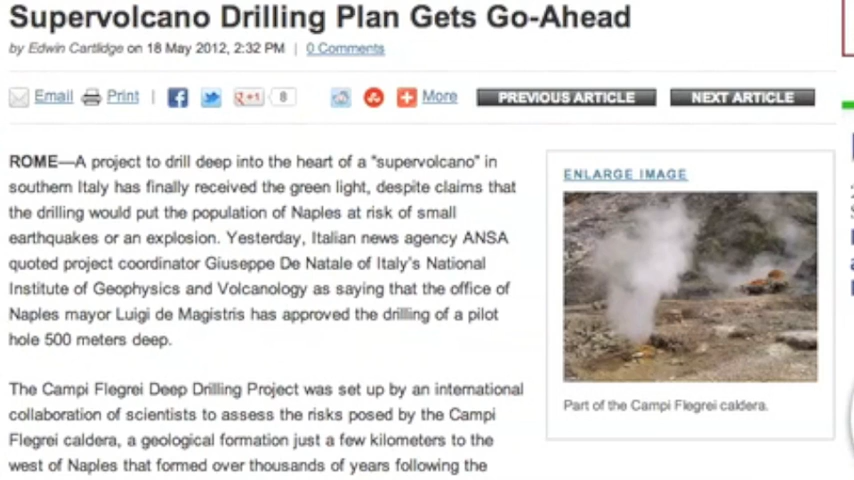 Supervolcano Drilling Plan Gets Go-Ahead
by Edwin Cartlidge on 18 May 2012, 2:32 PM | 0 Comments
Email Print | +1 8 More PREVIOUS ARTICLE NEXT ARTICLE
ROME—A project to drill deep into the heart of a "supervolcano" in
southern Italy has finally received the green light, despite claims that
the drilling would put the population of Naples at risk of small
earthquakes or an explosion. Yesterday, Italian news agency ANSA
quoted project coordinator Giuseppe De Natale of Italy's National
Institute of Geophysics and Volcanology as saying that the office of
Naples mayor Luigi de Magistris has approved the drilling of a pilot
hole 500 meters deep.
The Campi Flegrei Deep Drilling Project was set up by an international
collaboration of scientists to assess the risks posed by the Campi
Flegrei caldera, a geological formation just a few kilometers to the
west of Naples that formed over thousands of years following the
ENLARGE IMAGE
Part of the Campi Flegrei caldera.